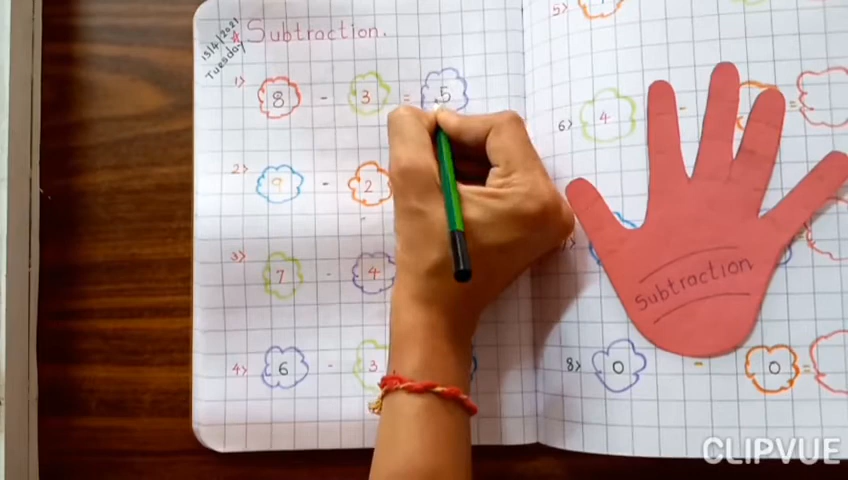 13/4/2021
Tuesday
* Subtraction.
1) 8 - 3 = 5
2) 9 - 2
3) 7 - 4
4) 6 - 3
5)
6) 4 - =
Subtraction
8) 0 - 0 =
CLIPVUE